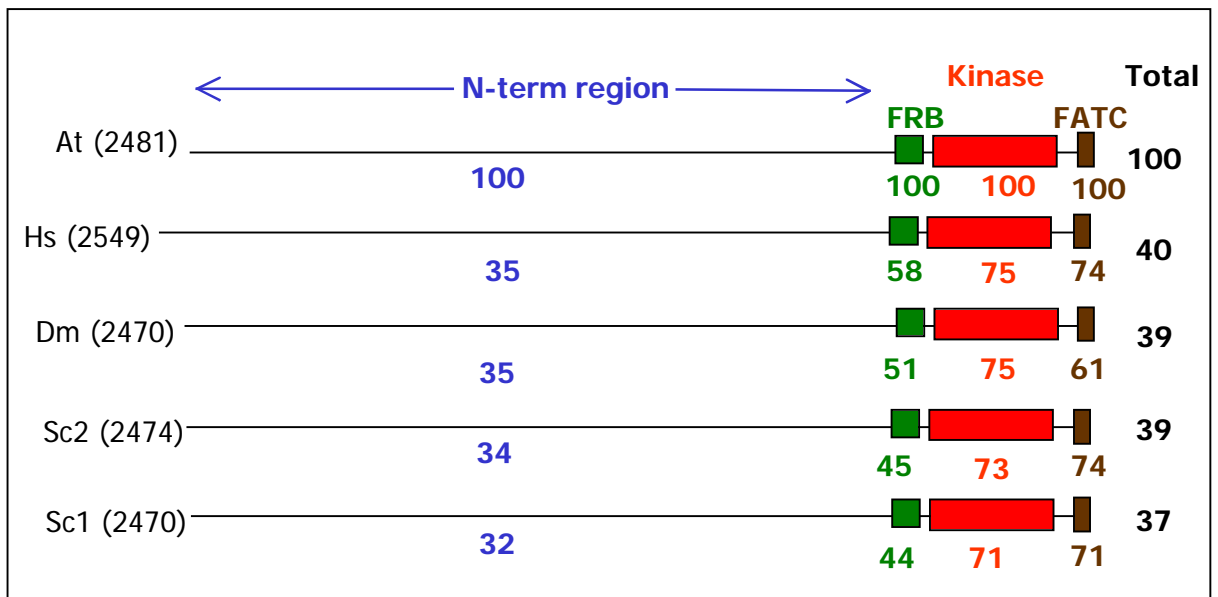 Kinase Total
N-term region
FRB FATC
At (2481)
100 100 100 100 100
Hs (2549)
35 58 75 74 40
Dm (2470)
35 51 75 61 39
Sc2 (2474)
34 45 73 74 39
Sc1 (2470)
32 44 71 71 37